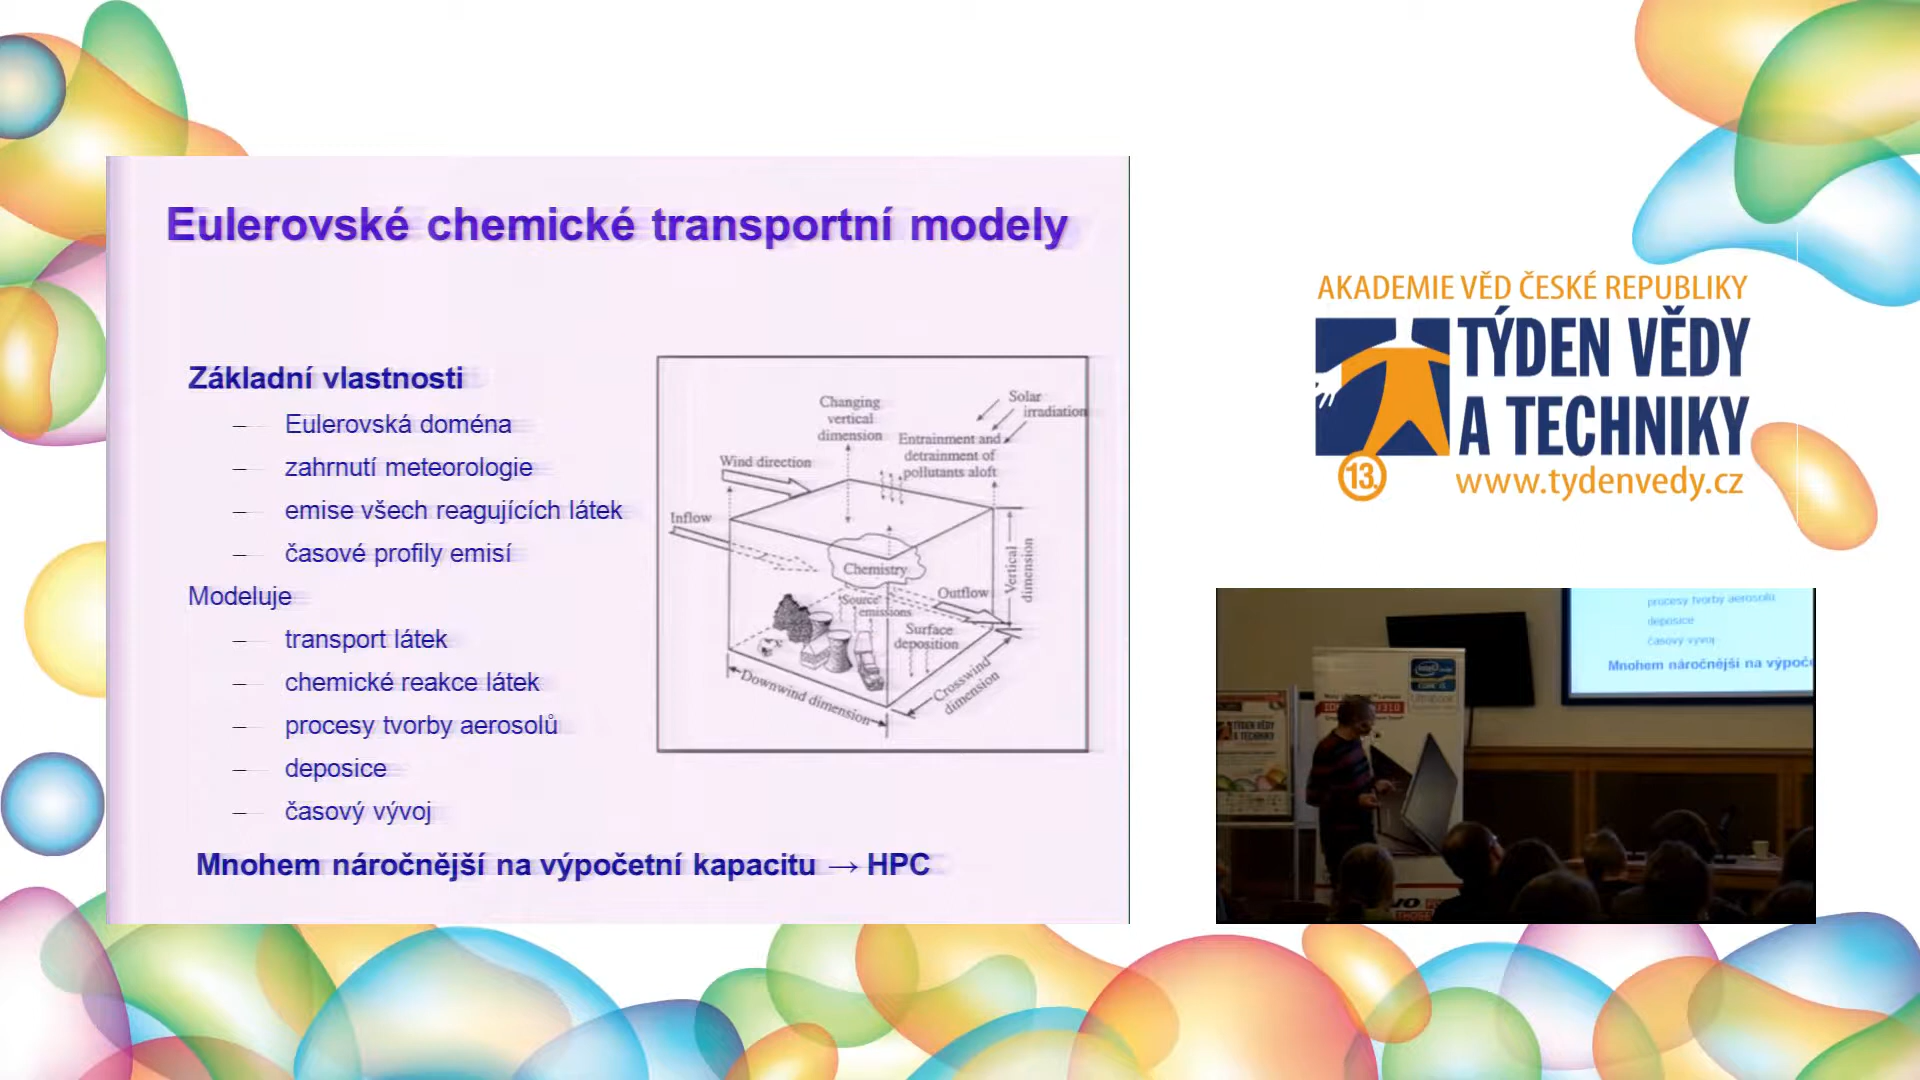 Eulerovské chemické transportní modely
Základní vlastnosti
– Eulerovská doména
– zahrnutí meteorologie
– emise všech reagujících látek
– časové profily emisí
Modeluje
– transport látek
– chemické reakce látek
– procesy tvorby aerosolů
– deposice
– časový vývoj
Mnohem náročnější na výpočetní kapacitu → HPC
Changing
vertical
dimension
Solar
irradiation
Entrainment and
detrainment of
pollutants aloft
Wind direction
Inflow
Chemistry
Source
emissions
Outflow
Surface
deposition
Vertical
dimension
Downwind dimension
Crosswind
dimension
AKADEMIE VĚD ČESKÉ REPUBLIKY
TÝDEN VĚDY
A TECHNIKY
13.
www.tydenvedy.cz
procesy tvorby aerosolů
deposice
časový vývoj
Mnohem náročnější na výpoč
TÝDEN VĚDY
A TECHNIKY